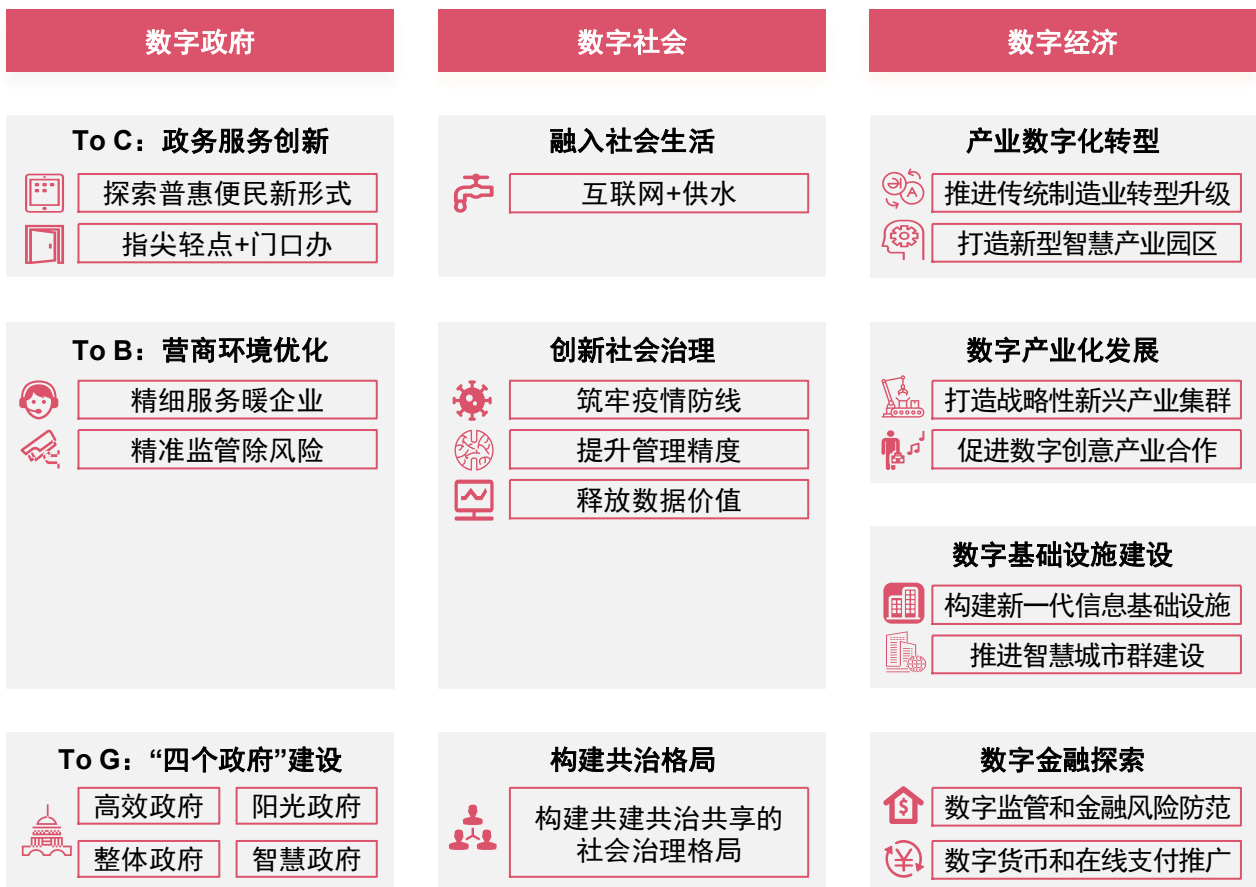 数字政府
To C：政务服务创新
探索普惠便民新形式
指尖轻点+门口办
To B：营商环境优化
精细服务暖企业
精准监管除风险
To G：“四个政府”建设
高效政府
阳光政府
整体政府
智慧政府
数字社会
融入社会生活
互联网+供水
创新社会治理
筑牢疫情防线
提升管理精度
释放数据价值
构建共治格局
构建共建共治共享的
社会治理格局
数字经济
产业数字化转型
推进传统制造业转型升级
打造新型智慧产业园区
数字产业化发展
打造战略性新兴产业集群
促进数字创意产业合作
数字基础设施建设
构建新一代信息基础设施
推进智慧城市群建设
数字金融探索
数字监管和金融风险防范
数字货币和在线支付推广